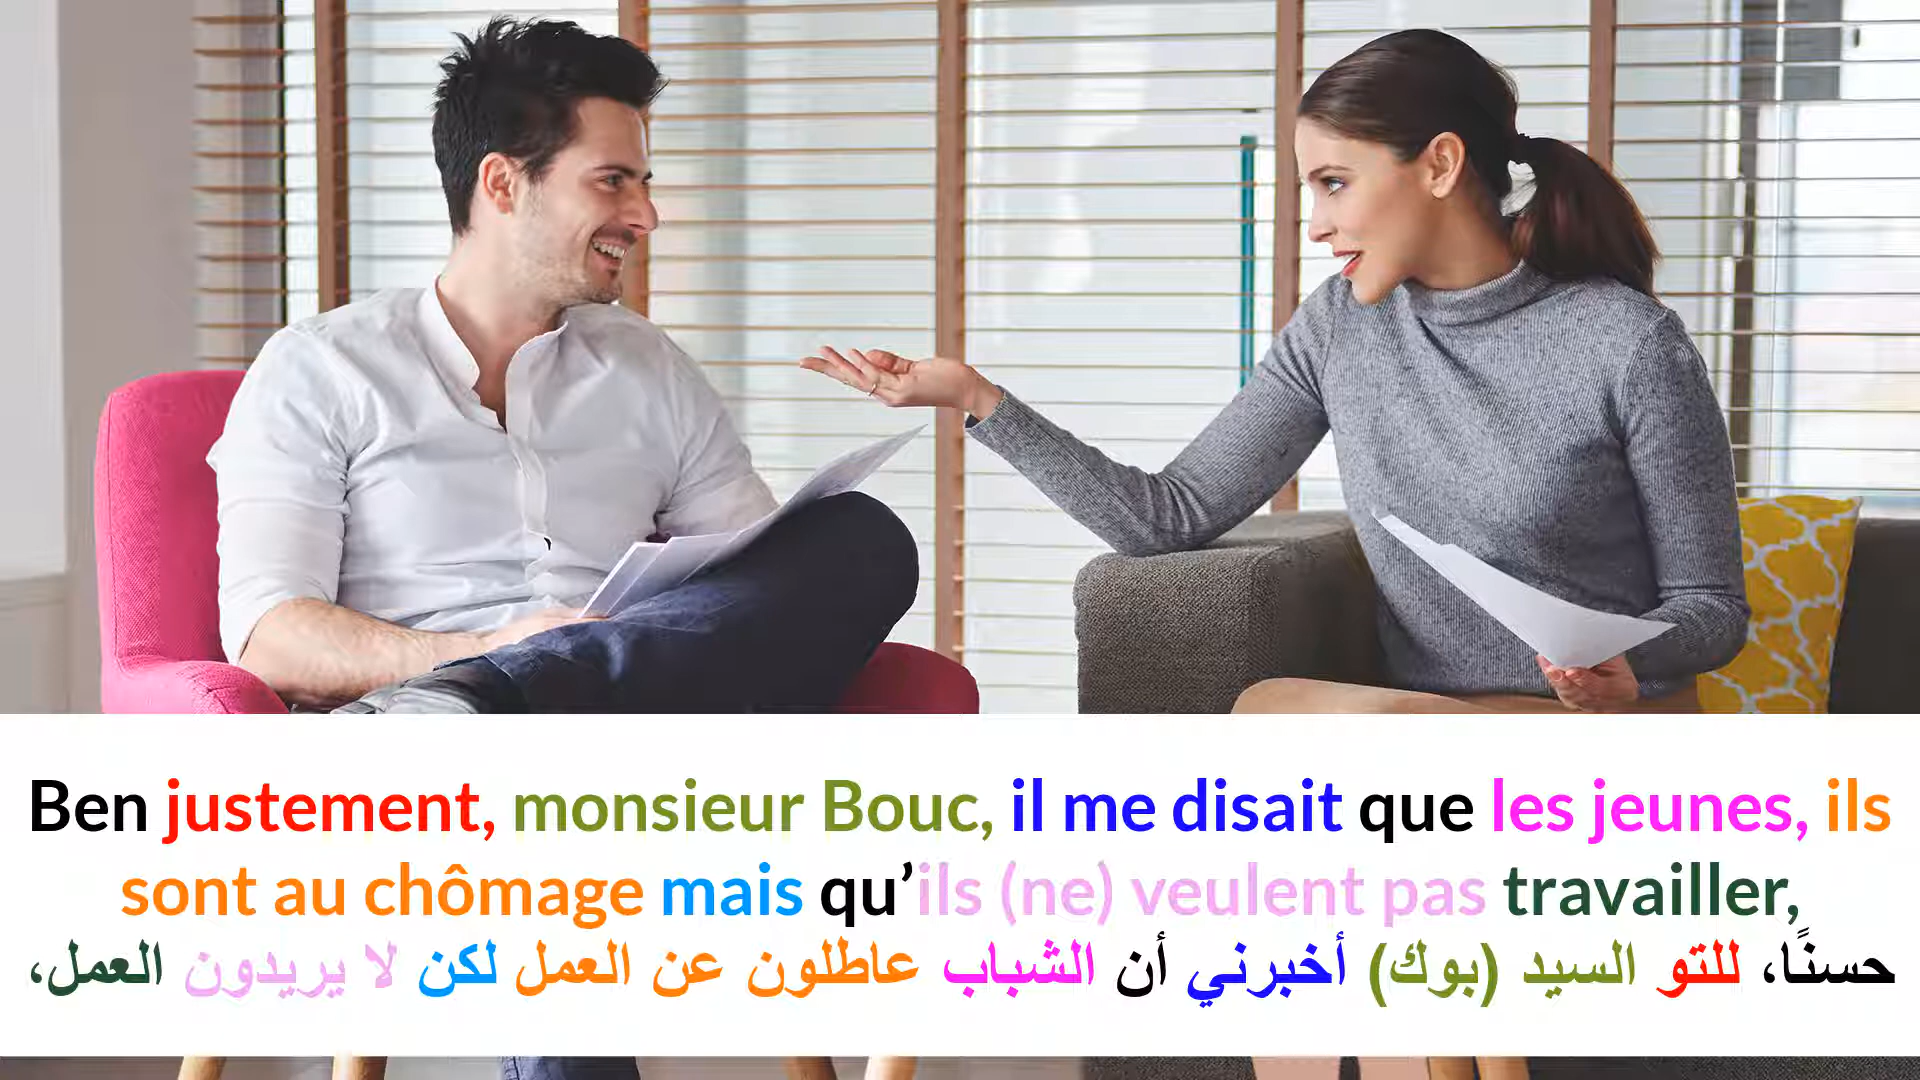 Ben justement, monsieur Bouc, il me disait que les jeunes, ils
sont au chômage mais qu’ils (ne) veulent pas travailler,
حسنًا، للتو السيد (بوك) أخبرني أن الشباب عاطلون عن العمل لكن لا يريدون العمل،